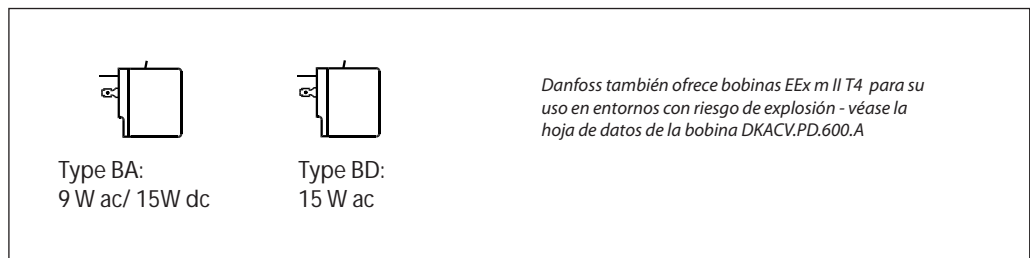 Type BA:
9 W ac/ 15W dc
Type BD:
15 W ac
Danfoss también ofrece bobinas EEx m II T4 para su
uso en entornos con riesgo de explosión - véase la
hoja de datos de la bobina DKACV.PD.600.A